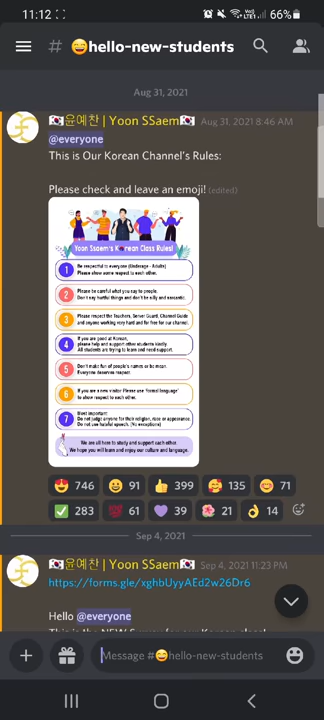 11:12
66%
# 😄hello-new-students
Aug 31, 2021
🇰🇷윤예찬 | Yoon SSaem🇰🇷 Aug 31, 2021 8:46 AM
@everyone
This is Our Korean Channel's Rules:
Please check and leave an emoji! (edited)
Yoon SSaem's Korean Class Rules!
1 Be respectful to everyone (Underage - Adults)
Please show some respect to each other.
2 Please be careful what you say to people.
Don't say hurtful things and don't be silly and sarcastic.
3 Please respect the Teachers, Server Guard, Channel Guide
and anyone working very hard and for free for our channel.
4 If you are good at Korean,
please help and support other students kindly.
All students are trying to learn and need support.
5 Don't make fun of people's names or be mean.
Everyone deserves respect.
6 If you are a new visitor Please use 'formal language'
to show respect to each other.
7 Most important:
Do not judge anyone for their religion, race or appearance.
Do not use hateful speech. (No exceptions)
We are all here to study and support each other.
We hope you will learn and enjoy our culture and language.
😍 746 😄 91 👍 399 🥰 135 😊 71
✅ 283 💯 61 💜 39 🌸 21 👌 14
Sep 4, 2021
🇰🇷윤예찬 | Yoon SSaem🇰🇷 Sep 4, 2021 11:23 PM
https://forms.gle/xghbUyyAEd2w26Dr6
Hello @everyone
Message #😄hello-new-students